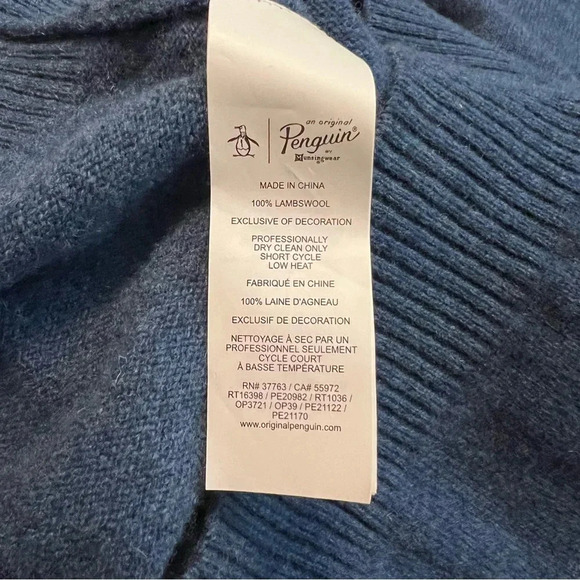 an original
Penguin
BY
Munsingwear
MADE IN CHINA
100% LAMBSWOOL
EXCLUSIVE OF DECORATION
PROFESSIONALLY
DRY CLEAN ONLY
SHORT CYCLE
LOW HEAT
FABRIQUÉ EN CHINE
100% LAINE D'AGNEAU
EXCLUSIF DE DECORATION
NETTOYAGE À SEC PAR UN
PROFESSIONNEL SEULEMENT
CYCLE COURT
À BASSE TEMPÉRATURE
RN# 37763 / CA# 55972
RT16398 / PE20982 / RT1036 /
OP3721 / OP39 / PE21122 /
PE21170
www.originalpenguin.com